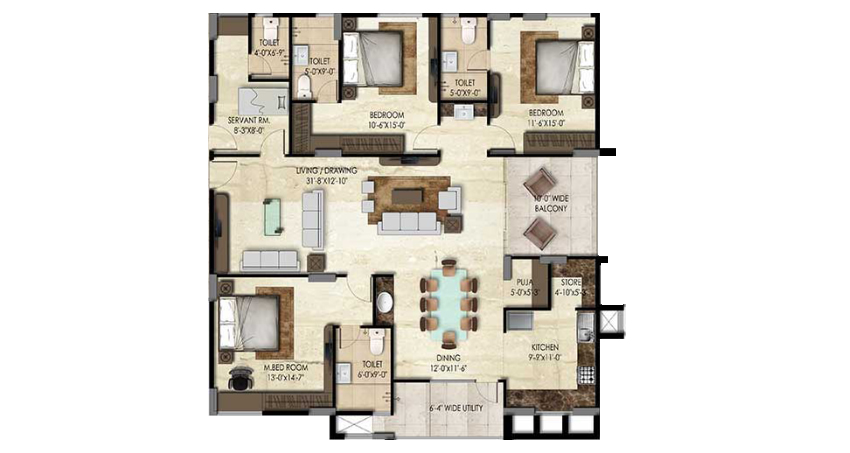 TOILET
4'-0"X6'-9"
TOILET
5'-0"X9'-0"
TOILET
5'-0"X9'-0"
BEDROOM
10'-6"X15'-0"
BEDROOM
11'-6"X15'-0"
SERVANT RM.
8'-3"X8'-0"
LIVING / DRAWING
31'-8"X12'-10"
10'-0" WIDE
BALCONY
PUJA
5'-0"X5'-3"
STORE
4'-10"X5'-3"
KITCHEN
9'-2"X11'-0"
DINING
12'-0"X11'-6"
M.BED ROOM
13'-0"X14'-7"
TOILET
6'-0"X9'-0"
6'-4" WIDE UTILITY